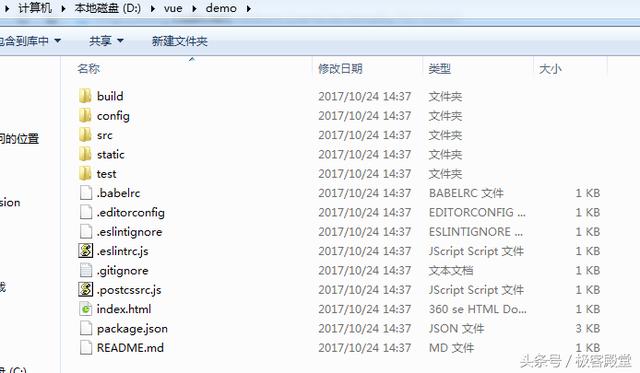 计算机 ▸ 本地磁盘 (D:) ▸ vue ▸ demo ▸
包含到库中 ▾ 共享 ▾ 新建文件夹
名称 修改日期 类型 大小
build 2017/10/24 14:37 文件夹
config 2017/10/24 14:37 文件夹
src 2017/10/24 14:37 文件夹
问的位置
static 2017/10/24 14:37 文件夹
test 2017/10/24 14:37 文件夹
.babelrc 2017/10/24 14:37 BABELRC 文件 1 KB
sion
.editorconfig 2017/10/24 14:37 EDITORCONFIG ... 1 KB
.eslintignore 2017/10/24 14:37 ESLINTIGNORE ... 1 KB
.eslintrc.js 2017/10/24 14:37 JScript Script 文件 1 KB
.gitignore 2017/10/24 14:37 文本文档 1 KB
.postcssrc.js 2017/10/24 14:37 JScript Script 文件 1 KB
index.html 2017/10/24 14:37 360 se HTML Do... 1 KB
package.json 2017/10/24 14:37 JSON 文件 3 KB
README.md 2017/10/24 14:37 MD 文件 1 KB
(C:)
头条号 / 极客殿堂